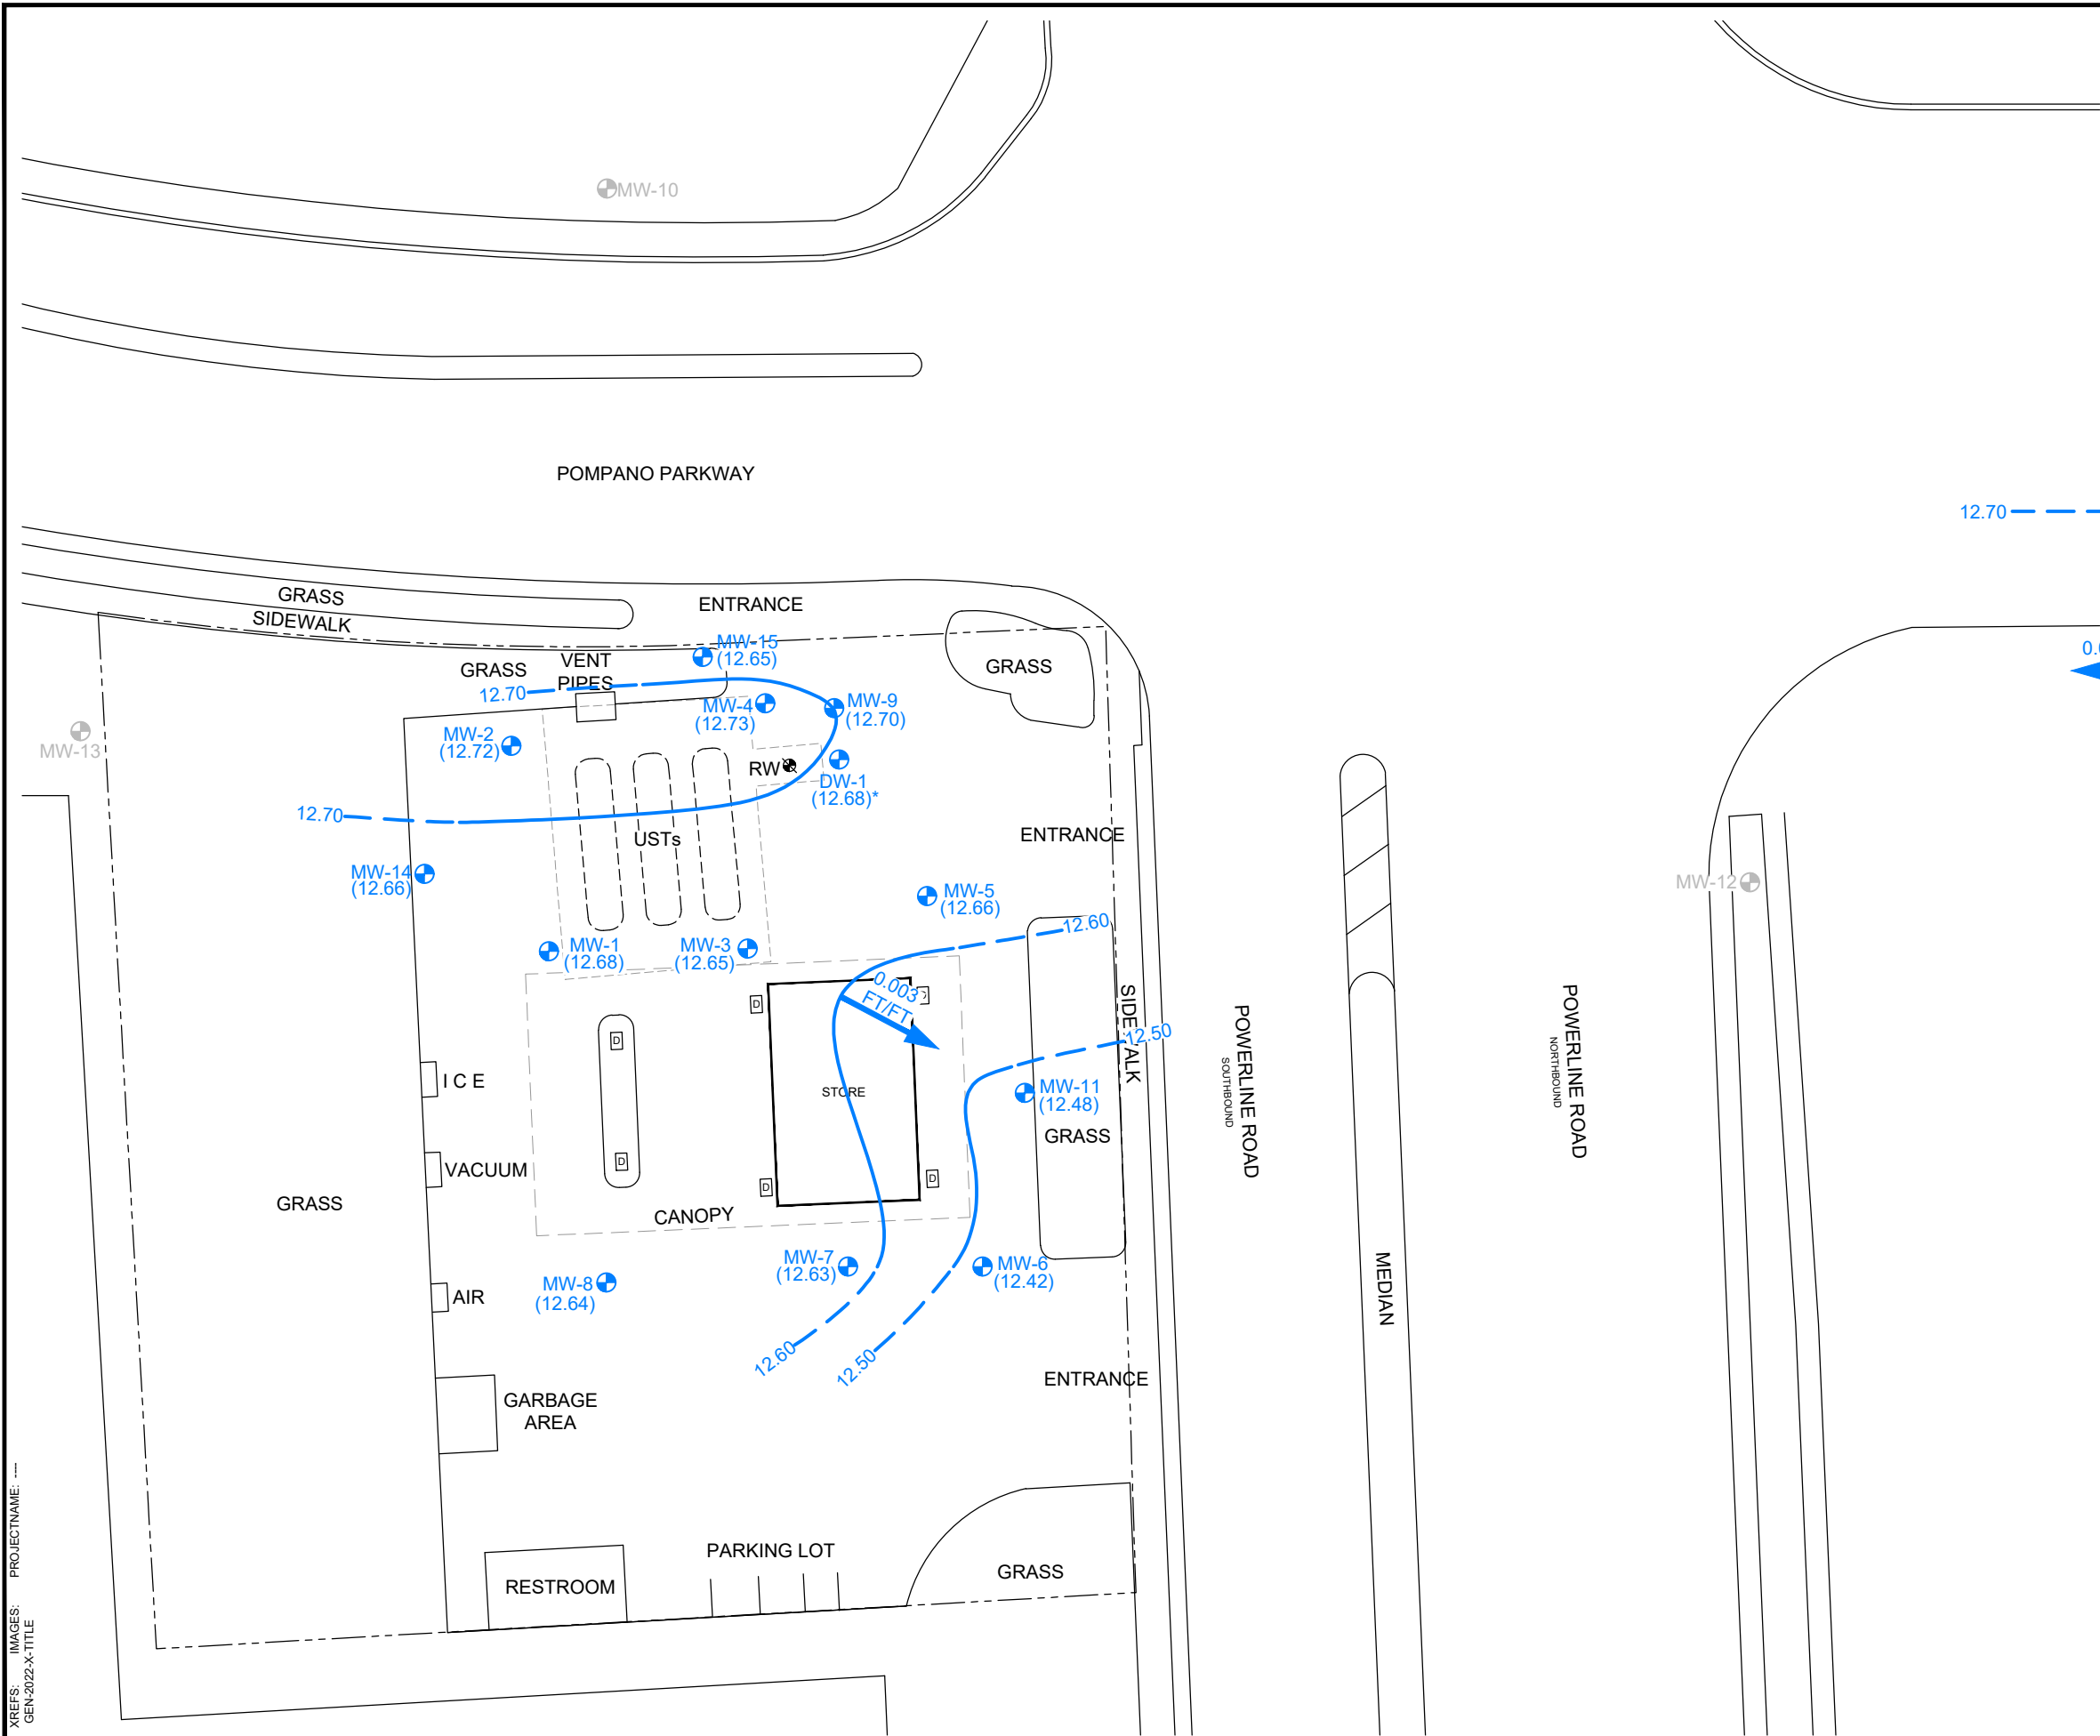 MW-10
POMPANO PARKWAY
12.70
GRASS
SIDEWALK
ENTRANCE
MW-15
(12.65)
GRASS
VENT
PIPES
GRASS
12.70
MW-4
(12.73)
MW-9
(12.70)
MW-13
MW-2
(12.72)
RW
DW-1
(12.68)*
12.70
USTs
ENTRANCE
MW-14
(12.66)
MW-5
(12.66)
MW-12
12.60
MW-1
(12.68)
MW-3
(12.65)
0.003
FT/FT
D
D
D
SIDEWALK
12.50
POWERLINE ROAD
SOUTHBOUND
POWERLINE ROAD
NORTHBOUND
I C E
STORE
MW-11
(12.48)
GRASS
VACUUM
D
D
D
GRASS
CANOPY
MW-7
(12.63)
MW-6
(12.42)
MW-8
(12.64)
AIR
MEDIAN
12.60
12.50
ENTRANCE
GARBAGE
AREA
PARKING LOT
RESTROOM
GRASS
XREFS: IMAGES: PROJECTNAME: ----
GEN-2022-X-TITLE